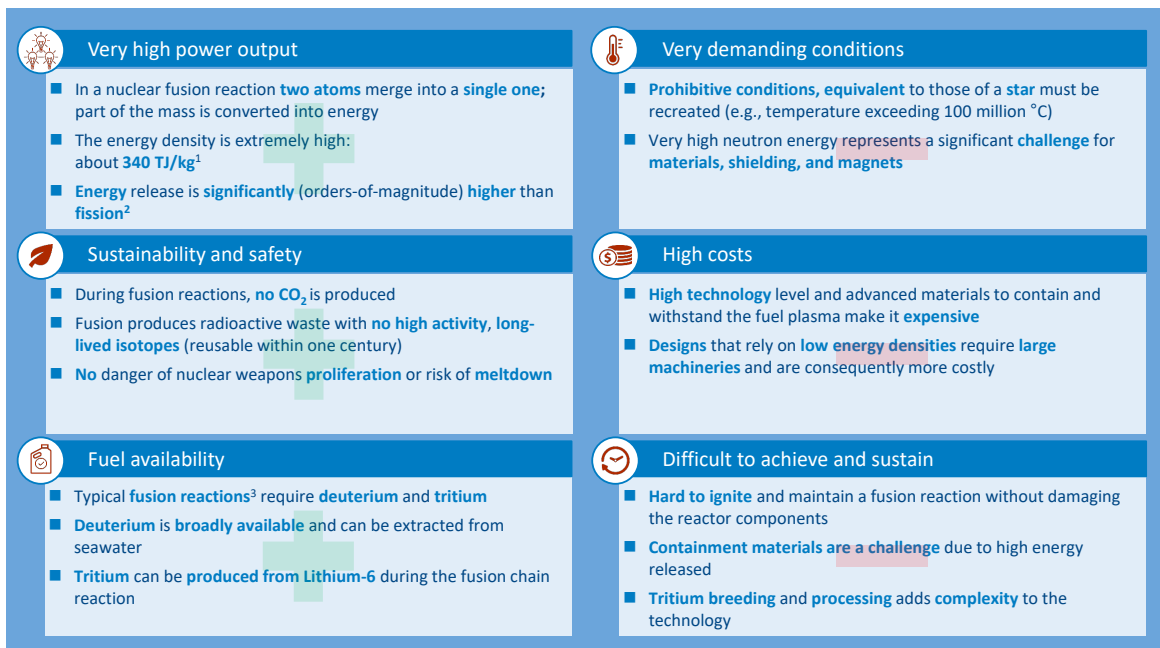 Very high power output
■ In a nuclear fusion reaction two atoms merge into a single one;
part of the mass is converted into energy
■ The energy density is extremely high:
about 340 TJ/kg¹
■ Energy release is significantly (orders-of-magnitude) higher than
fission²
Sustainability and safety
■ During fusion reactions, no CO₂ is produced
■ Fusion produces radioactive waste with no high activity, long-
lived isotopes (reusable within one century)
■ No danger of nuclear weapons proliferation or risk of meltdown
Fuel availability
■ Typical fusion reactions³ require deuterium and tritium
■ Deuterium is broadly available and can be extracted from
seawater
■ Tritium can be produced from Lithium-6 during the fusion chain
reaction
Very demanding conditions
■ Prohibitive conditions, equivalent to those of a star must be
recreated (e.g., temperature exceeding 100 million °C)
■ Very high neutron energy represents a significant challenge for
materials, shielding, and magnets
High costs
■ High technology level and advanced materials to contain and
withstand the fuel plasma make it expensive
■ Designs that rely on low energy densities require large
machineries and are consequently more costly
Difficult to achieve and sustain
■ Hard to ignite and maintain a fusion reaction without damaging
the reactor components
■ Containment materials are a challenge due to high energy
released
■ Tritium breeding and processing adds complexity to the
technology